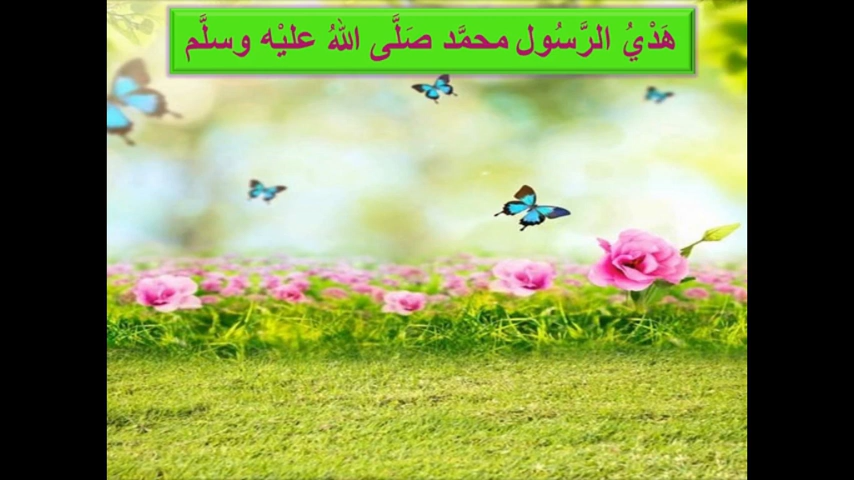 هَدْيُ الرَّسُول محمَّد صَلَّى اللهُ عليْه وسلَّم